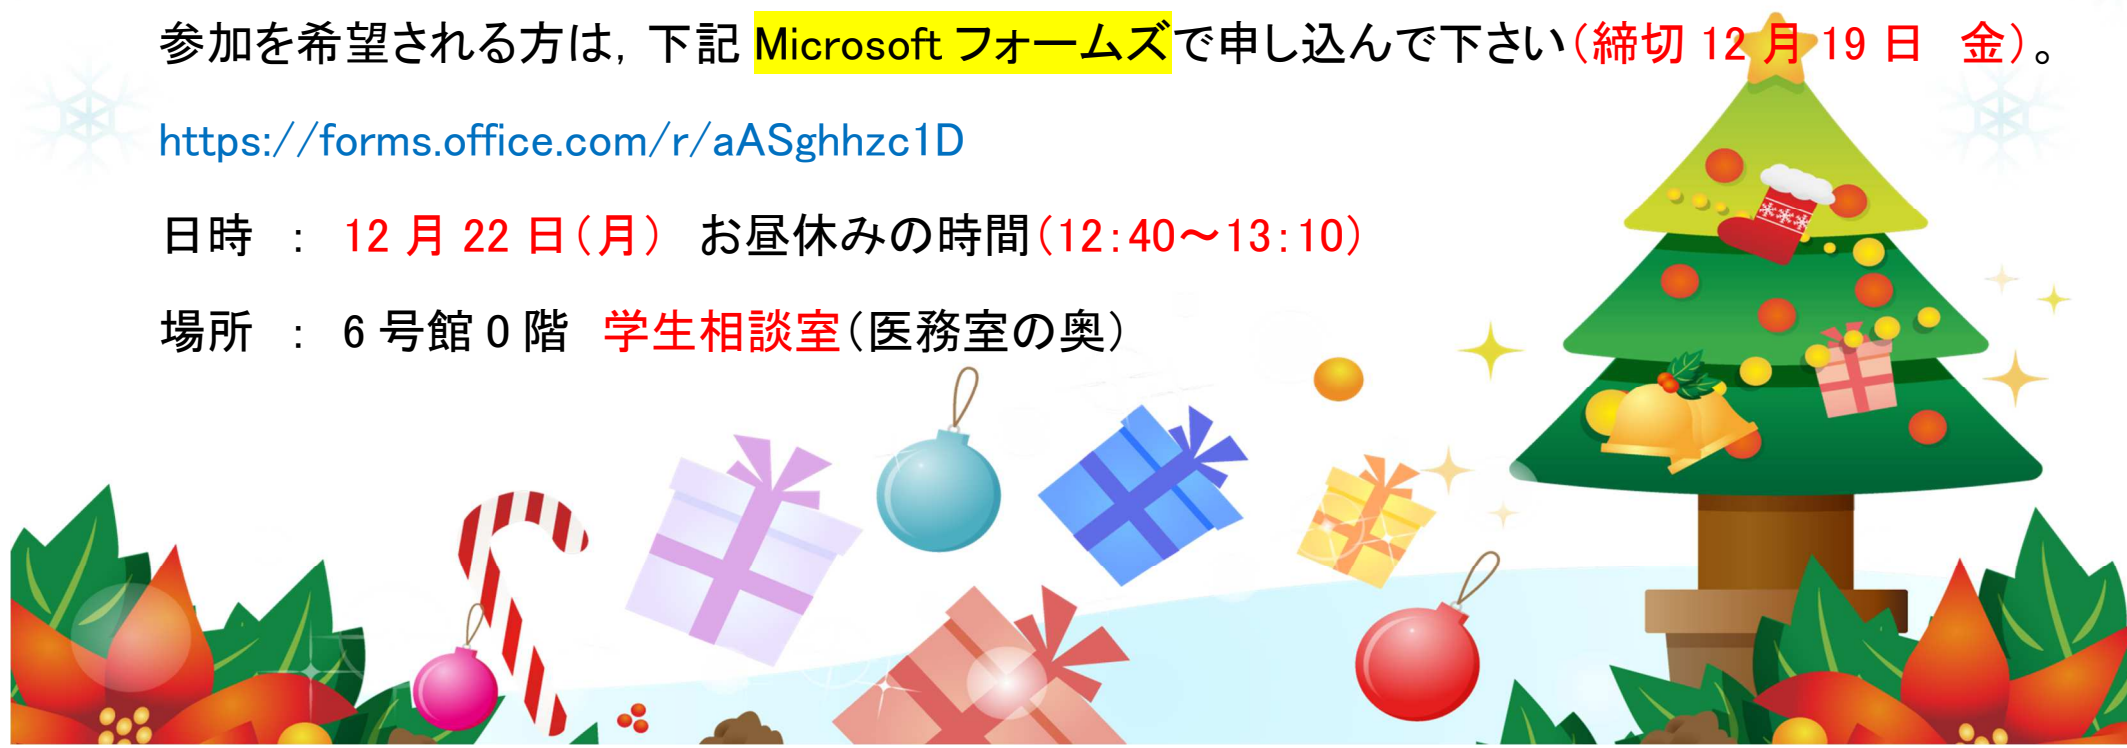 参加を希望される方は，下記 Microsoft フォームズで申し込んで下さい（締切 12 月 19 日　金）。
https://forms.office.com/r/aASghhzc1D
日時　：　12 月 22 日（月）　お昼休みの時間（12：40～13：10）
場所　：　6 号館 0 階　学生相談室（医務室の奥）